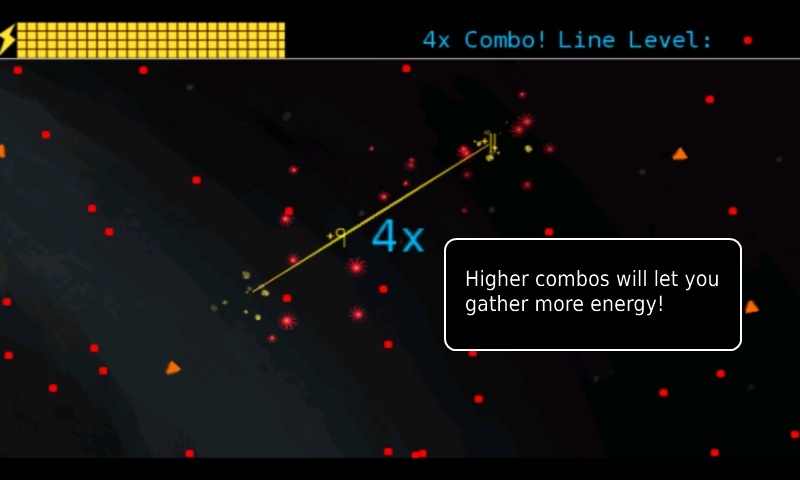 4x Combo! Line Level:
4x
Higher combos will let you
gather more energy!